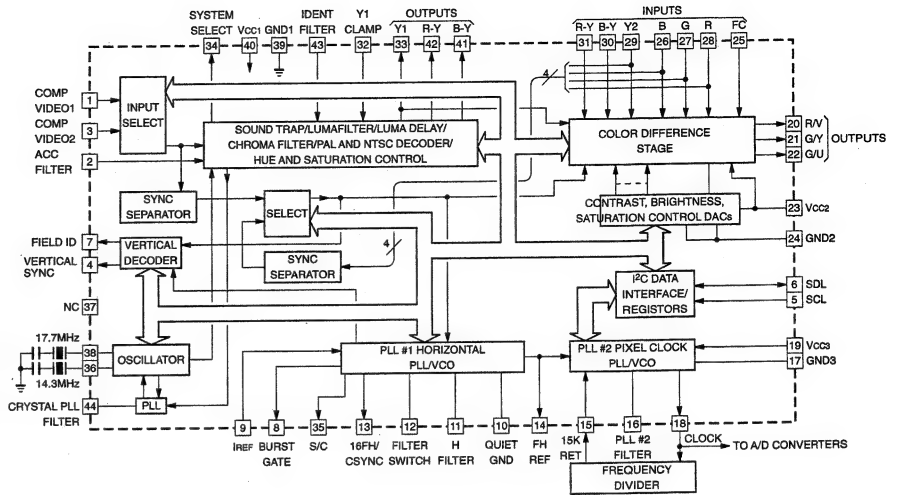 SYSTEM SELECT
VCC1
GND1
IDENT FILTER
Y1 CLAMP
OUTPUTS
Y1
R-Y
B-Y
34
40
39
43
32
33
42
41
INPUTS
R-Y
B-Y
Y2
B
G
R
FC
31
30
29
26
27
28
25
4
COMP VIDEO1
1
COMP VIDEO2
3
ACC FILTER
2
INPUT SELECT
SOUND TRAP/LUMAFILTER/LUMA DELAY/
CHROMA FILTER/PAL AND NTSC DECODER/
HUE AND SATURATION CONTROL
COLOR DIFFERENCE
STAGE
20
R/V
21
G/Y
22
G/U
OUTPUTS
SYNC
SEPARATOR
SELECT
CONTRAST, BRIGHTNESS,
SATURATION CONTROL DACs
23
VCC2
24
GND2
FIELD ID
7
VERTICAL SYNC
4
VERTICAL
DECODER
SYNC
SEPARATOR
4
I²C DATA
INTERFACE/
REGISTORS
6
SDL
5
SCL
NC
37
17.7MHz
38
36
14.3MHz
OSCILLATOR
PLL
CRYSTAL PLL FILTER
44
PLL #1 HORIZONTAL
PLL/VCO
PLL #2 PIXEL CLOCK
PLL/VCO
19
VCC3
17
GND3
9
8
35
13
12
11
10
14
15
16
18
IREF
BURST GATE
S/C
16FH/ CSYNC
FILTER SWITCH
H FILTER
QUIET GND
FH REF
15K RET
PLL #2 FILTER
CLOCK
TO A/D CONVERTERS
FREQUENCY
DIVIDER